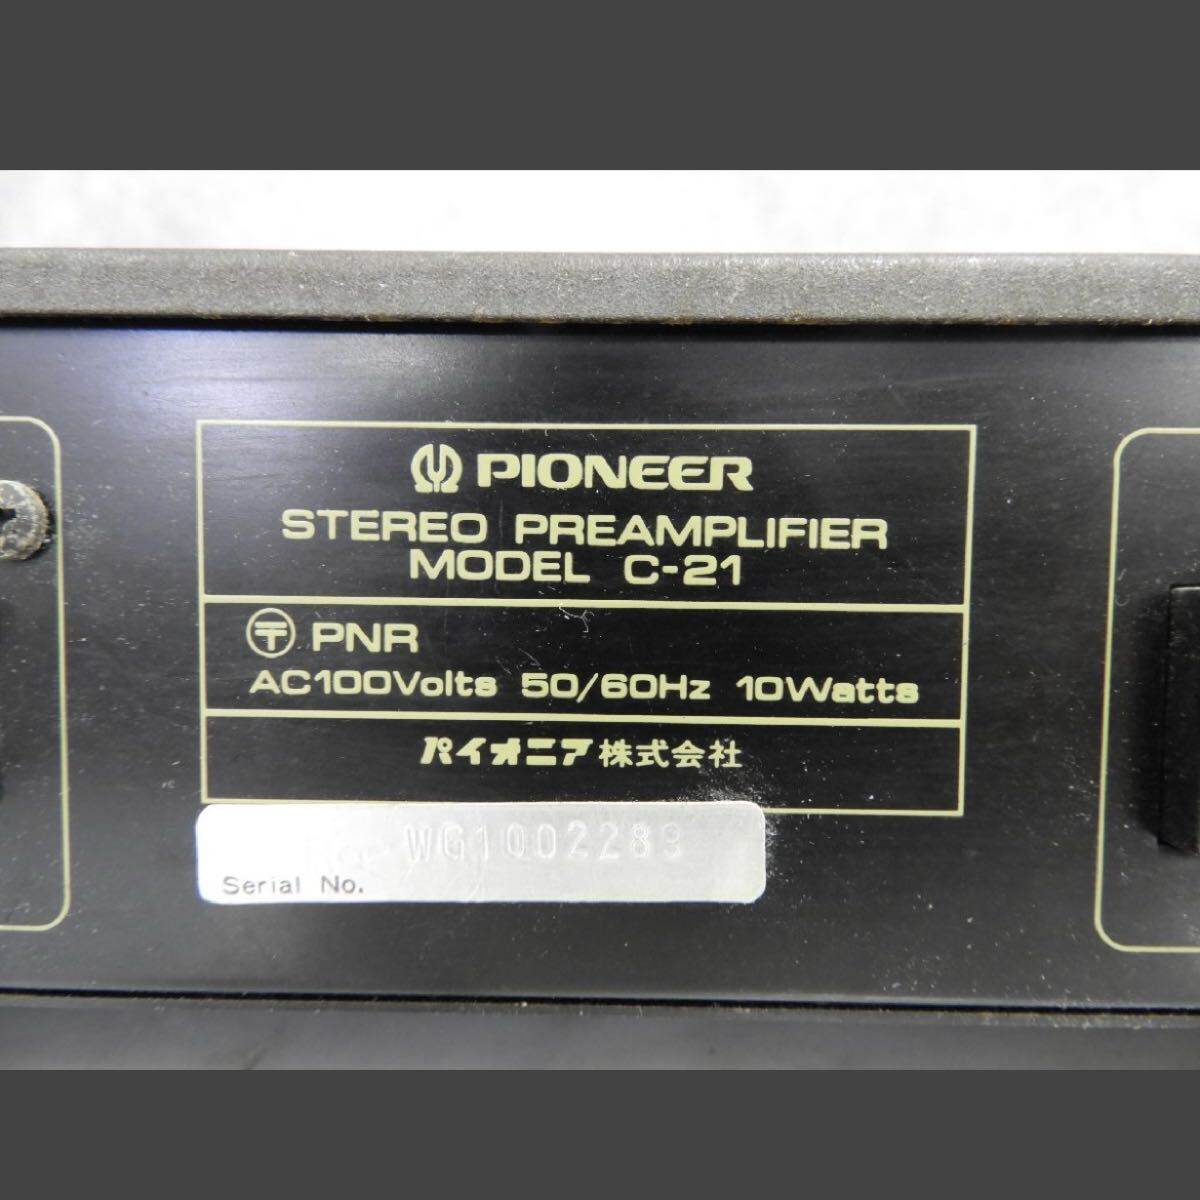 PIONEER
STEREO PREAMPLIFIER
MODEL C-21
〶 PNR
AC100Volts 50/60Hz 10Watts
パイオニア株式会社
WG1002289
Serial No.